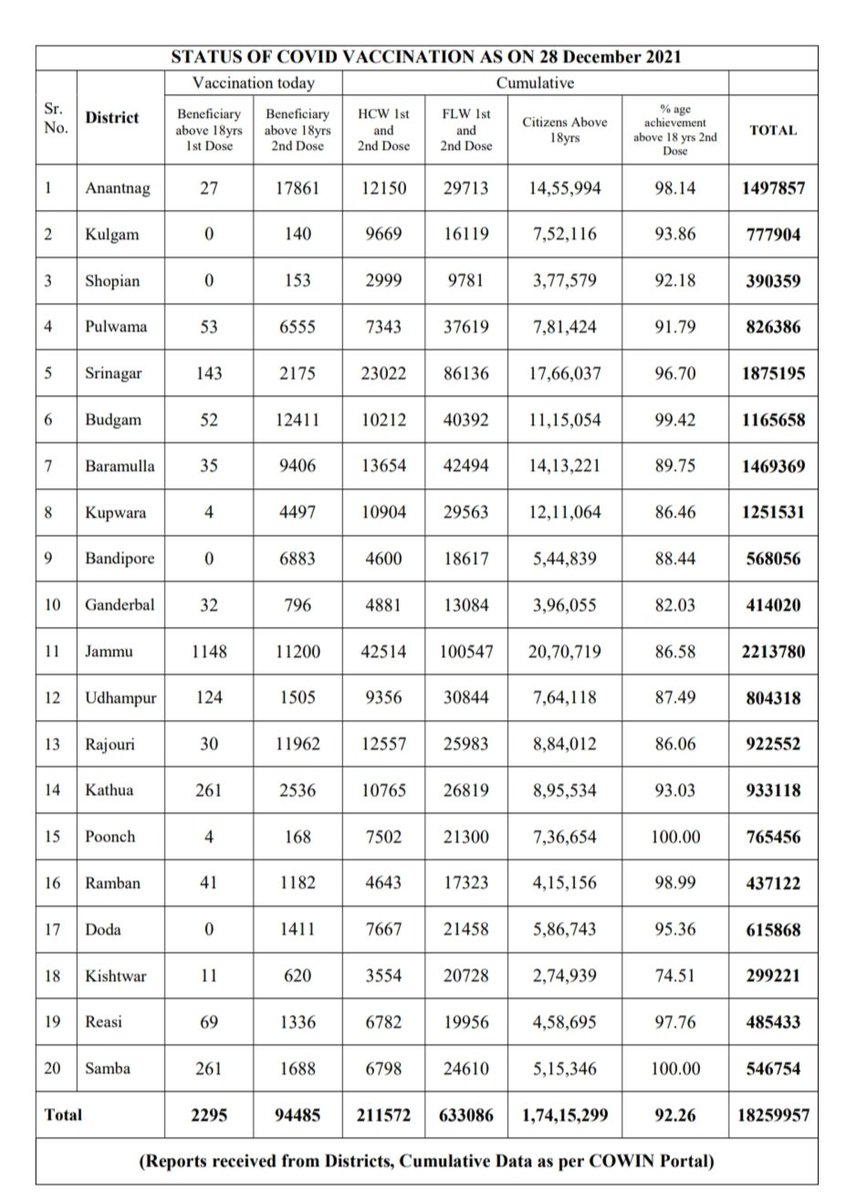 STATUS OF COVID VACCINATION AS ON 28 December 2021
Sr. No. District Vaccination today Cumulative
Beneficiary above 18yrs 1st Dose Beneficiary above 18yrs 2nd Dose HCW 1st and 2nd Dose FLW 1st and 2nd Dose Citizens Above 18yrs % age achievement above 18 yrs 2nd Dose TOTAL
1 Anantnag 27 17861 12150 29713 14,55,994 98.14 1497857
2 Kulgam 0 140 9669 16119 7,52,116 93.86 777904
3 Shopian 0 153 2999 9781 3,77,579 92.18 390359
4 Pulwama 53 6555 7343 37619 7,81,424 91.79 826386
5 Srinagar 143 2175 23022 86136 17,66,037 96.70 1875195
6 Budgam 52 12411 10212 40392 11,15,054 99.42 1165658
7 Baramulla 35 9406 13654 42494 14,13,221 89.75 1469369
8 Kupwara 4 4497 10904 29563 12,11,064 86.46 1251531
9 Bandipore 0 6883 4600 18617 5,44,839 88.44 568056
10 Ganderbal 32 796 4881 13084 3,96,055 82.03 414020
11 Jammu 1148 11200 42514 100547 20,70,719 86.58 2213780
12 Udhampur 124 1505 9356 30844 7,64,118 87.49 804318
13 Rajouri 30 11962 12557 25983 8,84,012 86.06 922552
14 Kathua 261 2536 10765 26819 8,95,534 93.03 933118
15 Poonch 4 168 7502 21300 7,36,654 100.00 765456
16 Ramban 41 1182 4643 17323 4,15,156 98.99 437122
17 Doda 0 1411 7667 21458 5,86,743 95.36 615868
18 Kishtwar 11 620 3554 20728 2,74,939 74.51 299221
19 Reasi 69 1336 6782 19956 4,58,695 97.76 485433
20 Samba 261 1688 6798 24610 5,15,346 100.00 546754
Total 2295 94485 211572 633086 1,74,15,299 92.26 18259957
(Reports received from Districts, Cumulative Data as per COWIN Portal)